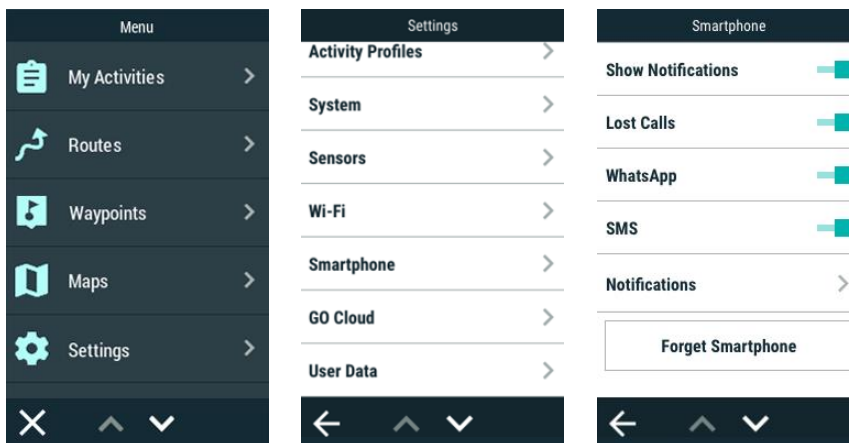 Menu
My Activities
Routes
Waypoints
Maps
Settings
Settings
Activity Profiles
System
Sensors
Wi-Fi
Smartphone
GO Cloud
User Data
Smartphone
Show Notifications
Lost Calls
WhatsApp
SMS
Notifications
Forget Smartphone